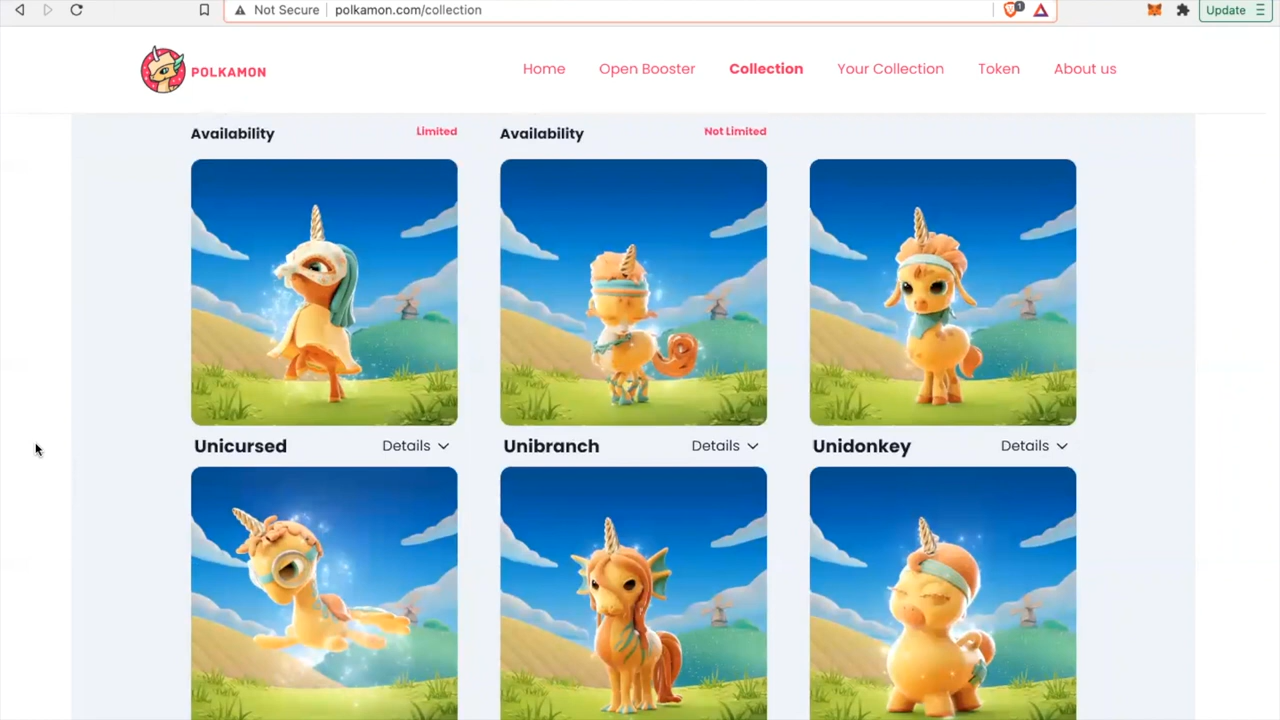 Not Secure
polkamon.com/collection
1
Update
POLKAMON
Home
Open Booster
Collection
Your Collection
Token
About us
Availability
Limited
Availability
Not Limited
Unicursed
Details
Unibranch
Details
Unidonkey
Details